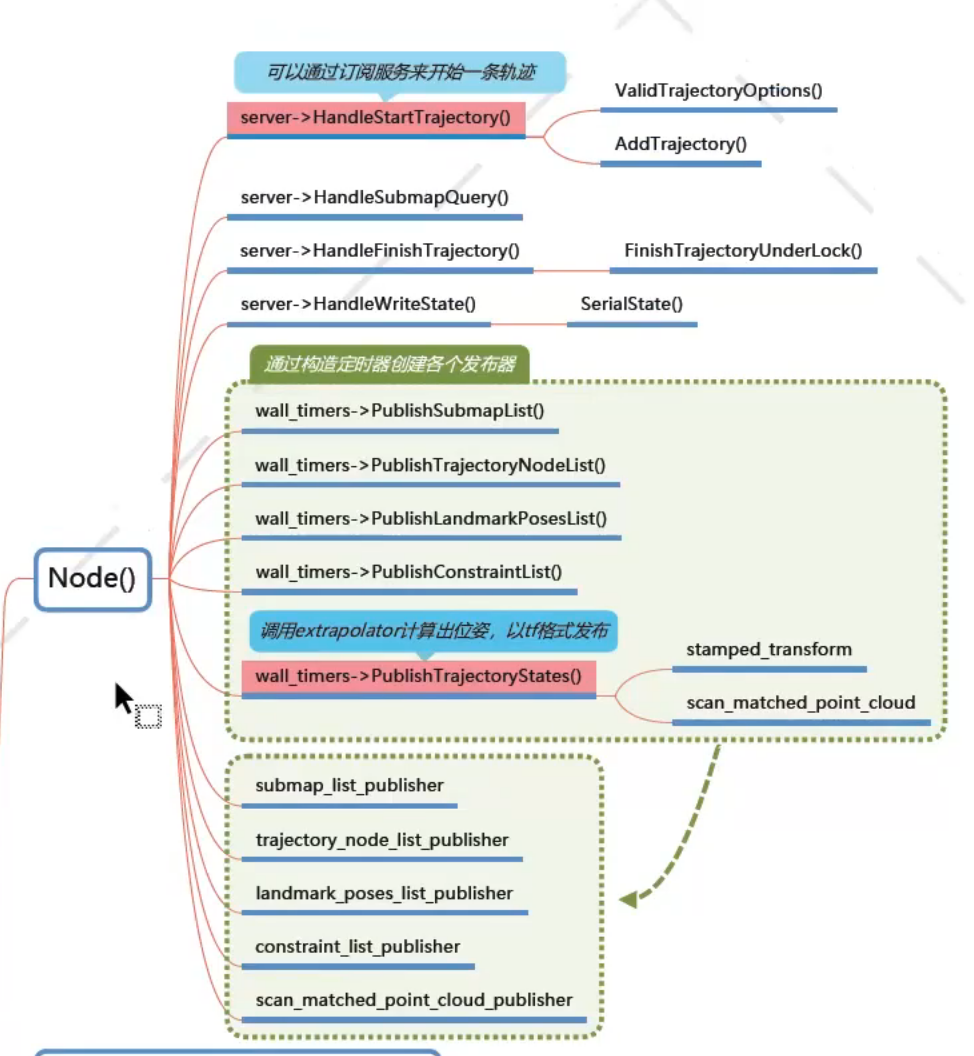 可以通过订阅服务来开始一条轨迹
server->HandleStartTrajectory()
ValidTrajectoryOptions()
AddTrajectory()
server->HandleSubmapQuery()
server->HandleFinishTrajectory()
FinishTrajectoryUnderLock()
server->HandleWriteState()
SerialState()
通过构造定时器创建各个发布器
wall_timers->PublishSubmapList()
wall_timers->PublishTrajectoryNodeList()
wall_timers->PublishLandmarkPosesList()
wall_timers->PublishConstraintList()
Node()
调用extrapolator计算出位姿，以tf格式发布
wall_timers->PublishTrajectoryStates()
stamped_transform
scan_matched_point_cloud
submap_list_publisher
trajectory_node_list_publisher
landmark_poses_list_publisher
constraint_list_publisher
scan_matched_point_cloud_publisher